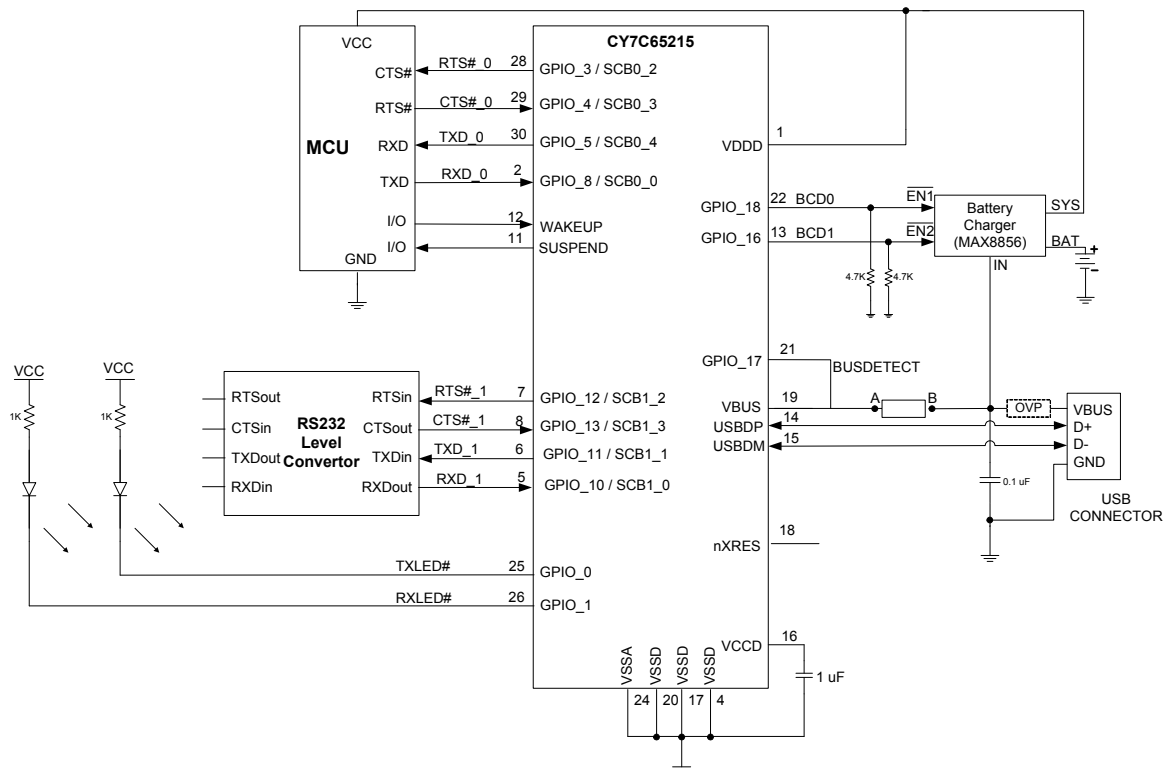 VCC
CTS#
RTS#
MCU
RXD
TXD
I/O
I/O
GND
RTS#_0
28
CTS#_0
29
TXD_0
30
RXD_0
2
12
11
CY7C65215
GPIO_3 / SCB0_2
GPIO_4 / SCB0_3
GPIO_5 / SCB0_4
GPIO_8 / SCB0_0
WAKEUP
SUSPEND
VDDD
1
GPIO_18
22
BCD0
GPIO_16
13
BCD1
EN1
EN2
Battery
Charger
(MAX8856)
SYS
BAT
+
-
IN
4.7K
4.7K
GPIO_17
21
BUSDETECT
VBUS
19
A
B
OVP
USBDP
14
USBDM
15
VBUS
D+
D-
GND
USB
CONNECTOR
0.1 uF
VCC
VCC
1K
1K
RTSout
CTSin
TXDout
RXDin
RS232
Level
Convertor
RTSin
CTSout
TXDin
RXDout
RTS#_1
7
CTS#_1
8
TXD_1
6
RXD_1
5
GPIO_12 / SCB1_2
GPIO_13 / SCB1_3
GPIO_11 / SCB1_1
GPIO_10 / SCB1_0
nXRES
18
TXLED#
25
GPIO_0
RXLED#
26
GPIO_1
VCCD
16
1 uF
VSSA
VSSD
VSSD
VSSD
24
20
17
4